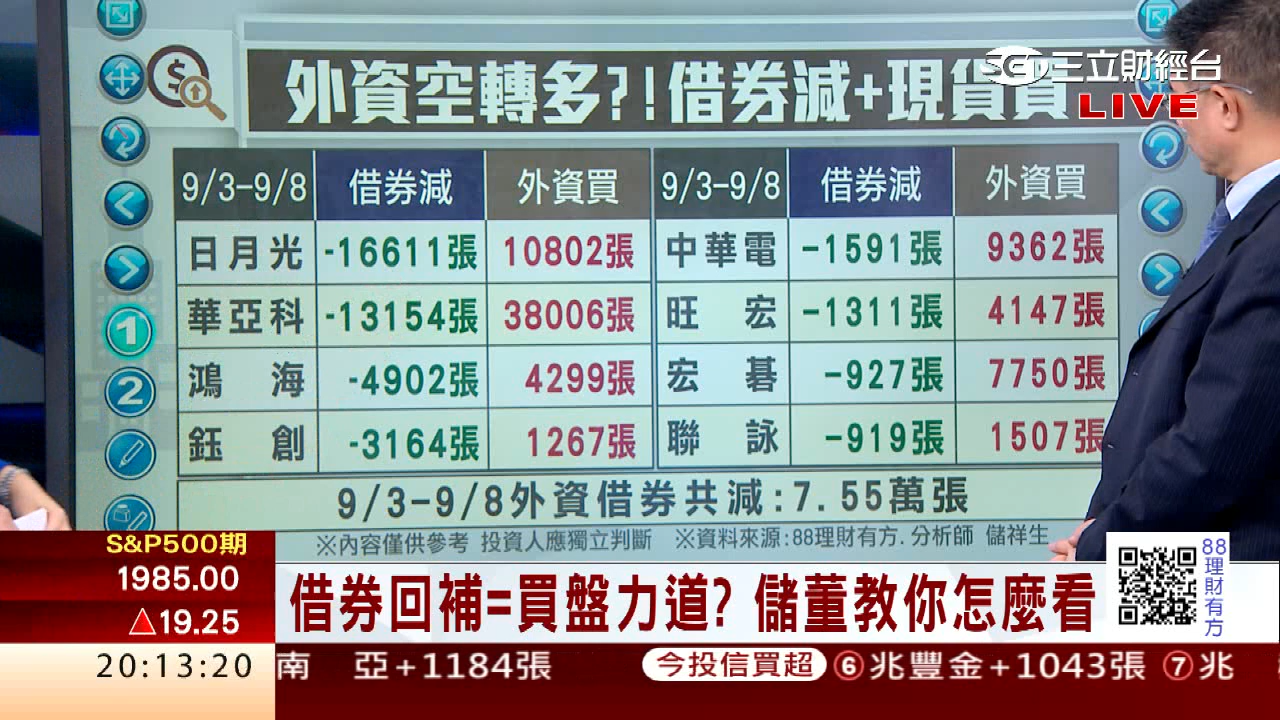 外資空轉多?!借券減+現貨買
三立財經台
LIVE
9/3-9/8 借券減 外資買 9/3-9/8 借券減 外資買
日月光 -16611張 10802張 中華電 -1591張 9362張
華亞科 -13154張 38006張 旺宏 -1311張 4147張
鴻海 -4902張 4299張 宏碁 -927張 7750張
鈺創 -3164張 1267張 聯詠 -919張 1507張
1
2
9/3-9/8外資借券共減:7.55萬張
※內容僅供參考 投資人應獨立判斷 ※資料來源:88理財有方.分析師 儲祥生
S&P500期
1985.00
△19.25
借券回補=買盤力道? 儲董教你怎麼看
88理財有方
20:13:20
南亞+1184張 今投信買超 ⑥兆豐金+1043張 ⑦兆